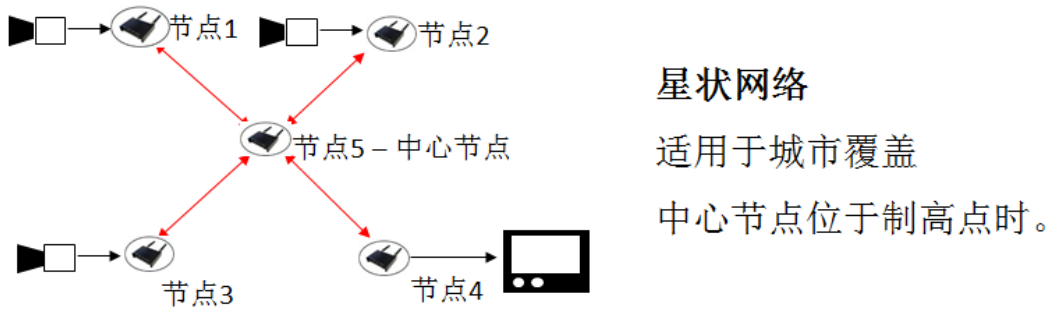 节点1
节点2
节点5 – 中心节点
节点3
节点4
星状网络
适用于城市覆盖
中心节点位于制高点时。